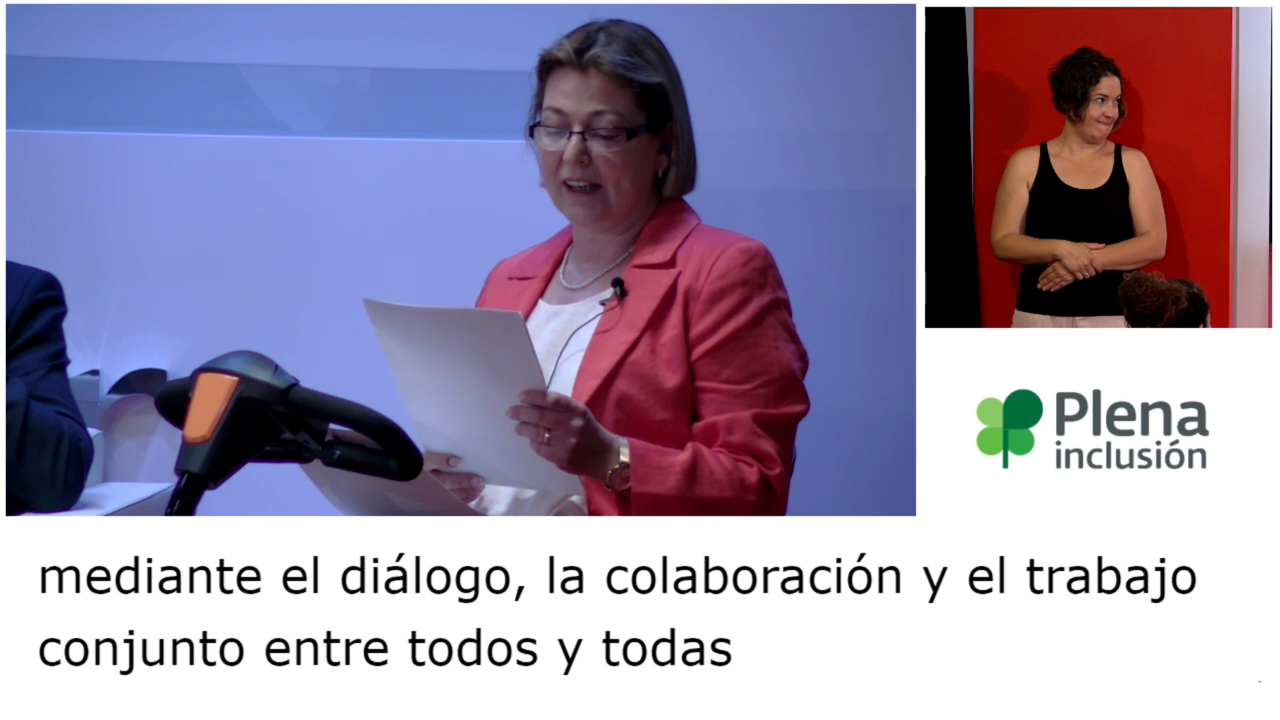 Plena
inclusión
mediante el diálogo, la colaboración y el trabajo
conjunto entre todos y todas